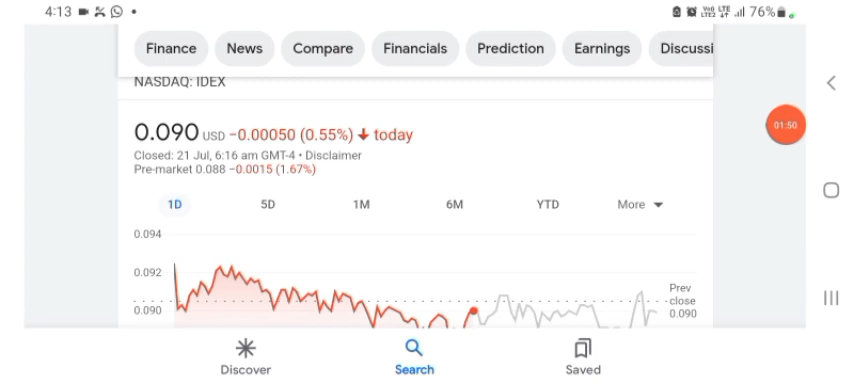 4:13
Vo)) LTE
LTE2
76%
Finance News Compare Financials Prediction Earnings Discussi
NASDAQ: IDEX
01:50
0.090 USD −0.00050 (0.55%) ↓ today
Closed: 21 Jul, 6:16 am GMT-4 • Disclaimer
Pre-market 0.088 −0.0015 (1.67%)
1D 5D 1M 6M YTD More
0.094
0.092
0.090
Prev
close
0.090
Discover Search Saved